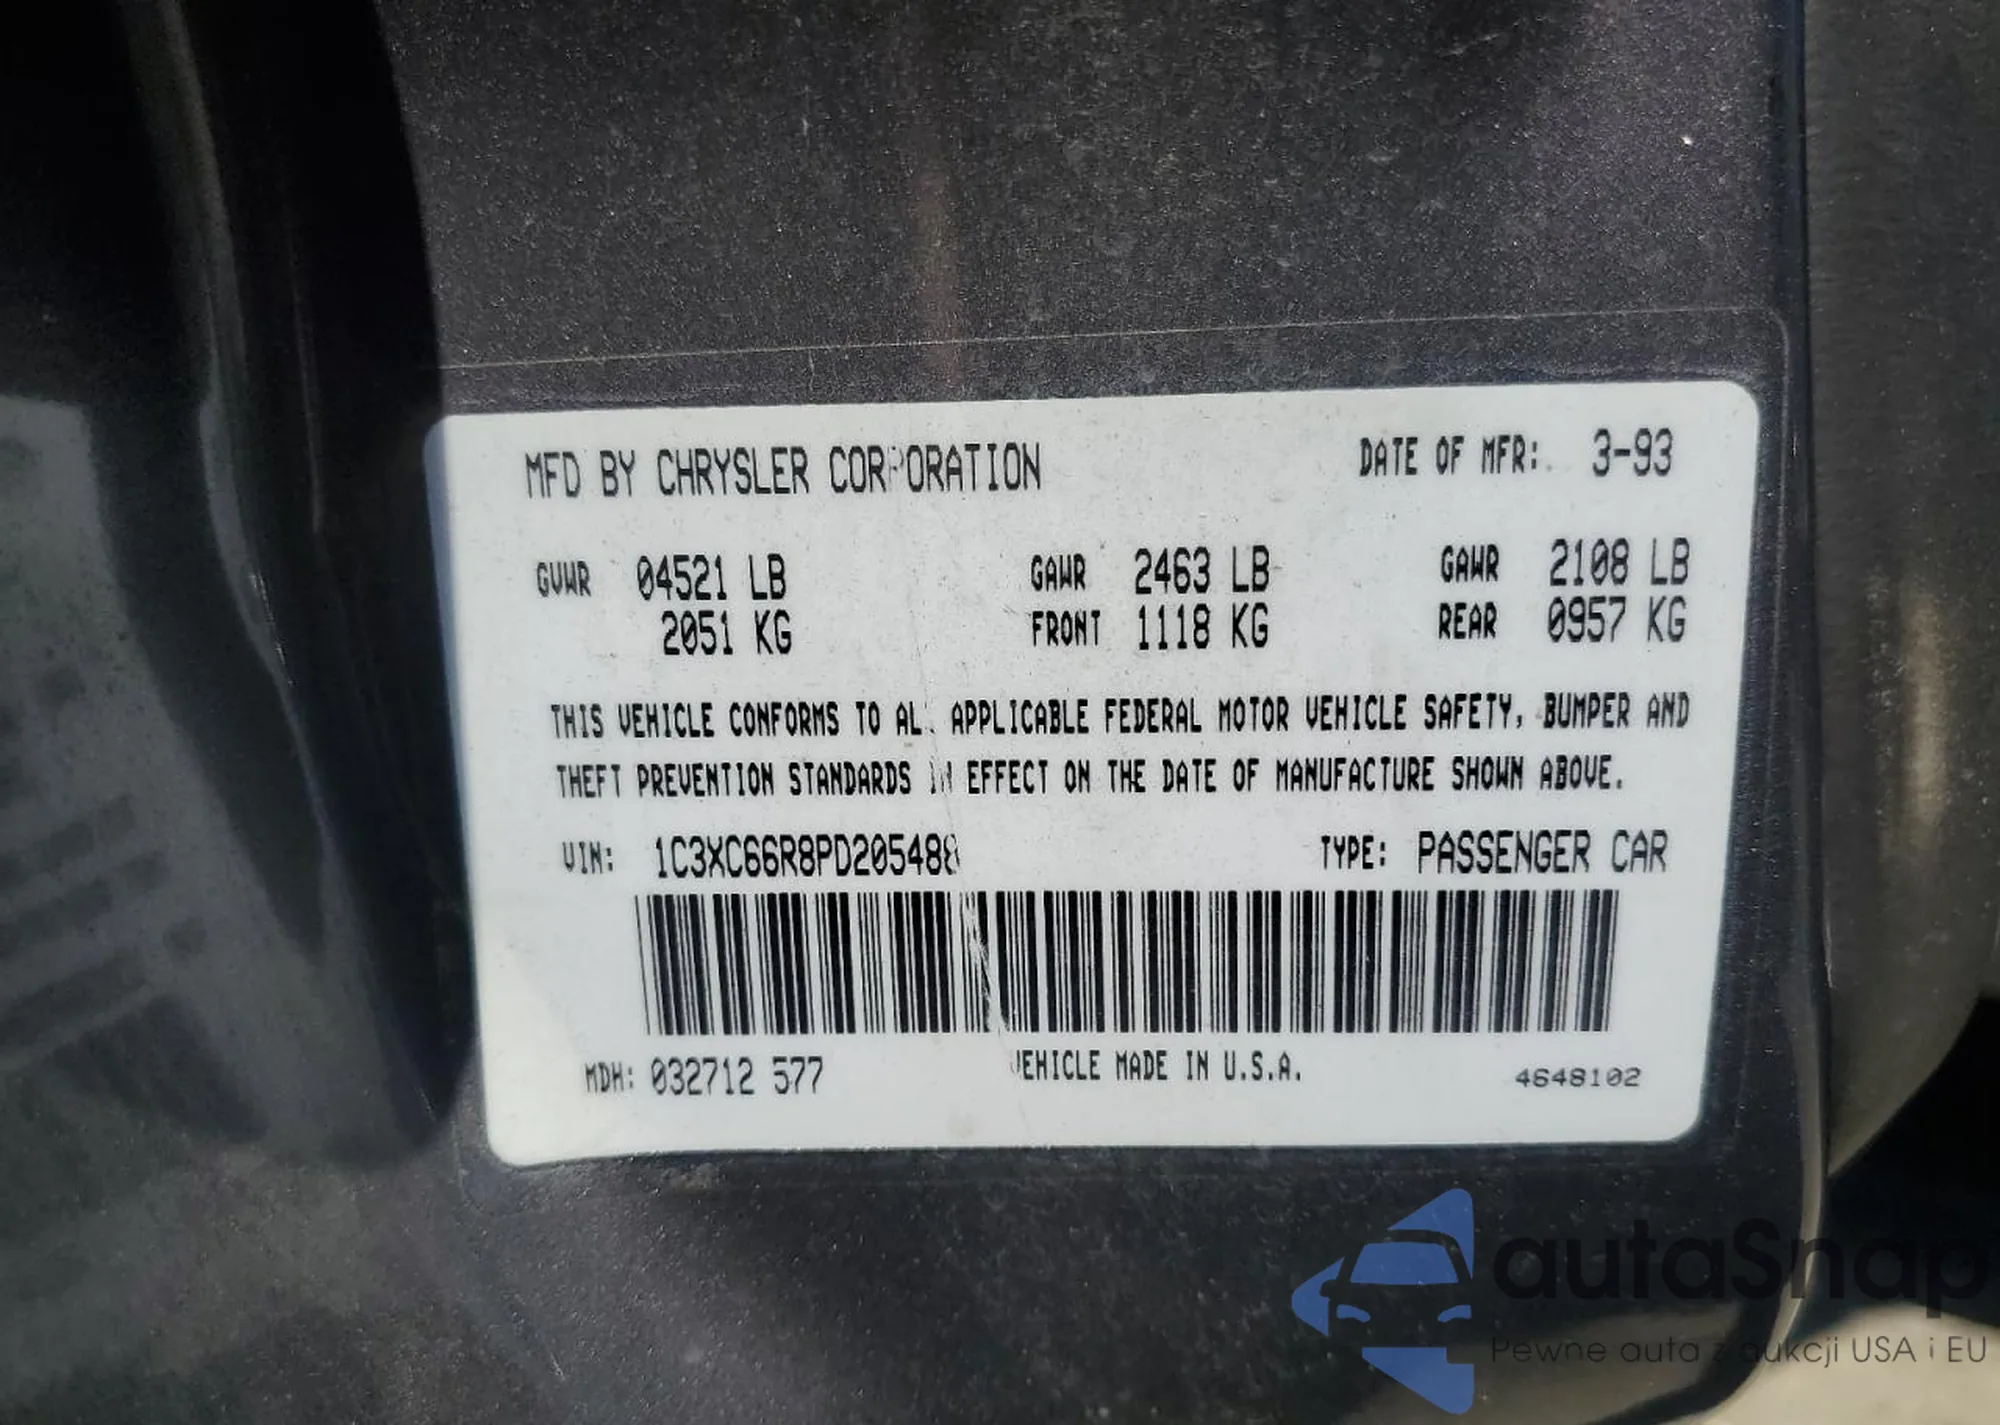 MFD BY CHRYSLER CORPORATION DATE OF MFR: 3-93
GVWR 04521 LB GAWR 2463 LB GAWR 2108 LB
2051 KG FRONT 1118 KG REAR 0957 KG
THIS VEHICLE CONFORMS TO ALL APPLICABLE FEDERAL MOTOR VEHICLE SAFETY, BUMPER AND
THEFT PREVENTION STANDARDS IN EFFECT ON THE DATE OF MANUFACTURE SHOWN ABOVE.
VIN: 1C3XC66R8PD205488 TYPE: PASSENGER CAR
MDH: 032712 577 VEHICLE MADE IN U.S.A. 4648102
autaSnap
Pewne auta z aukcji USA i EU